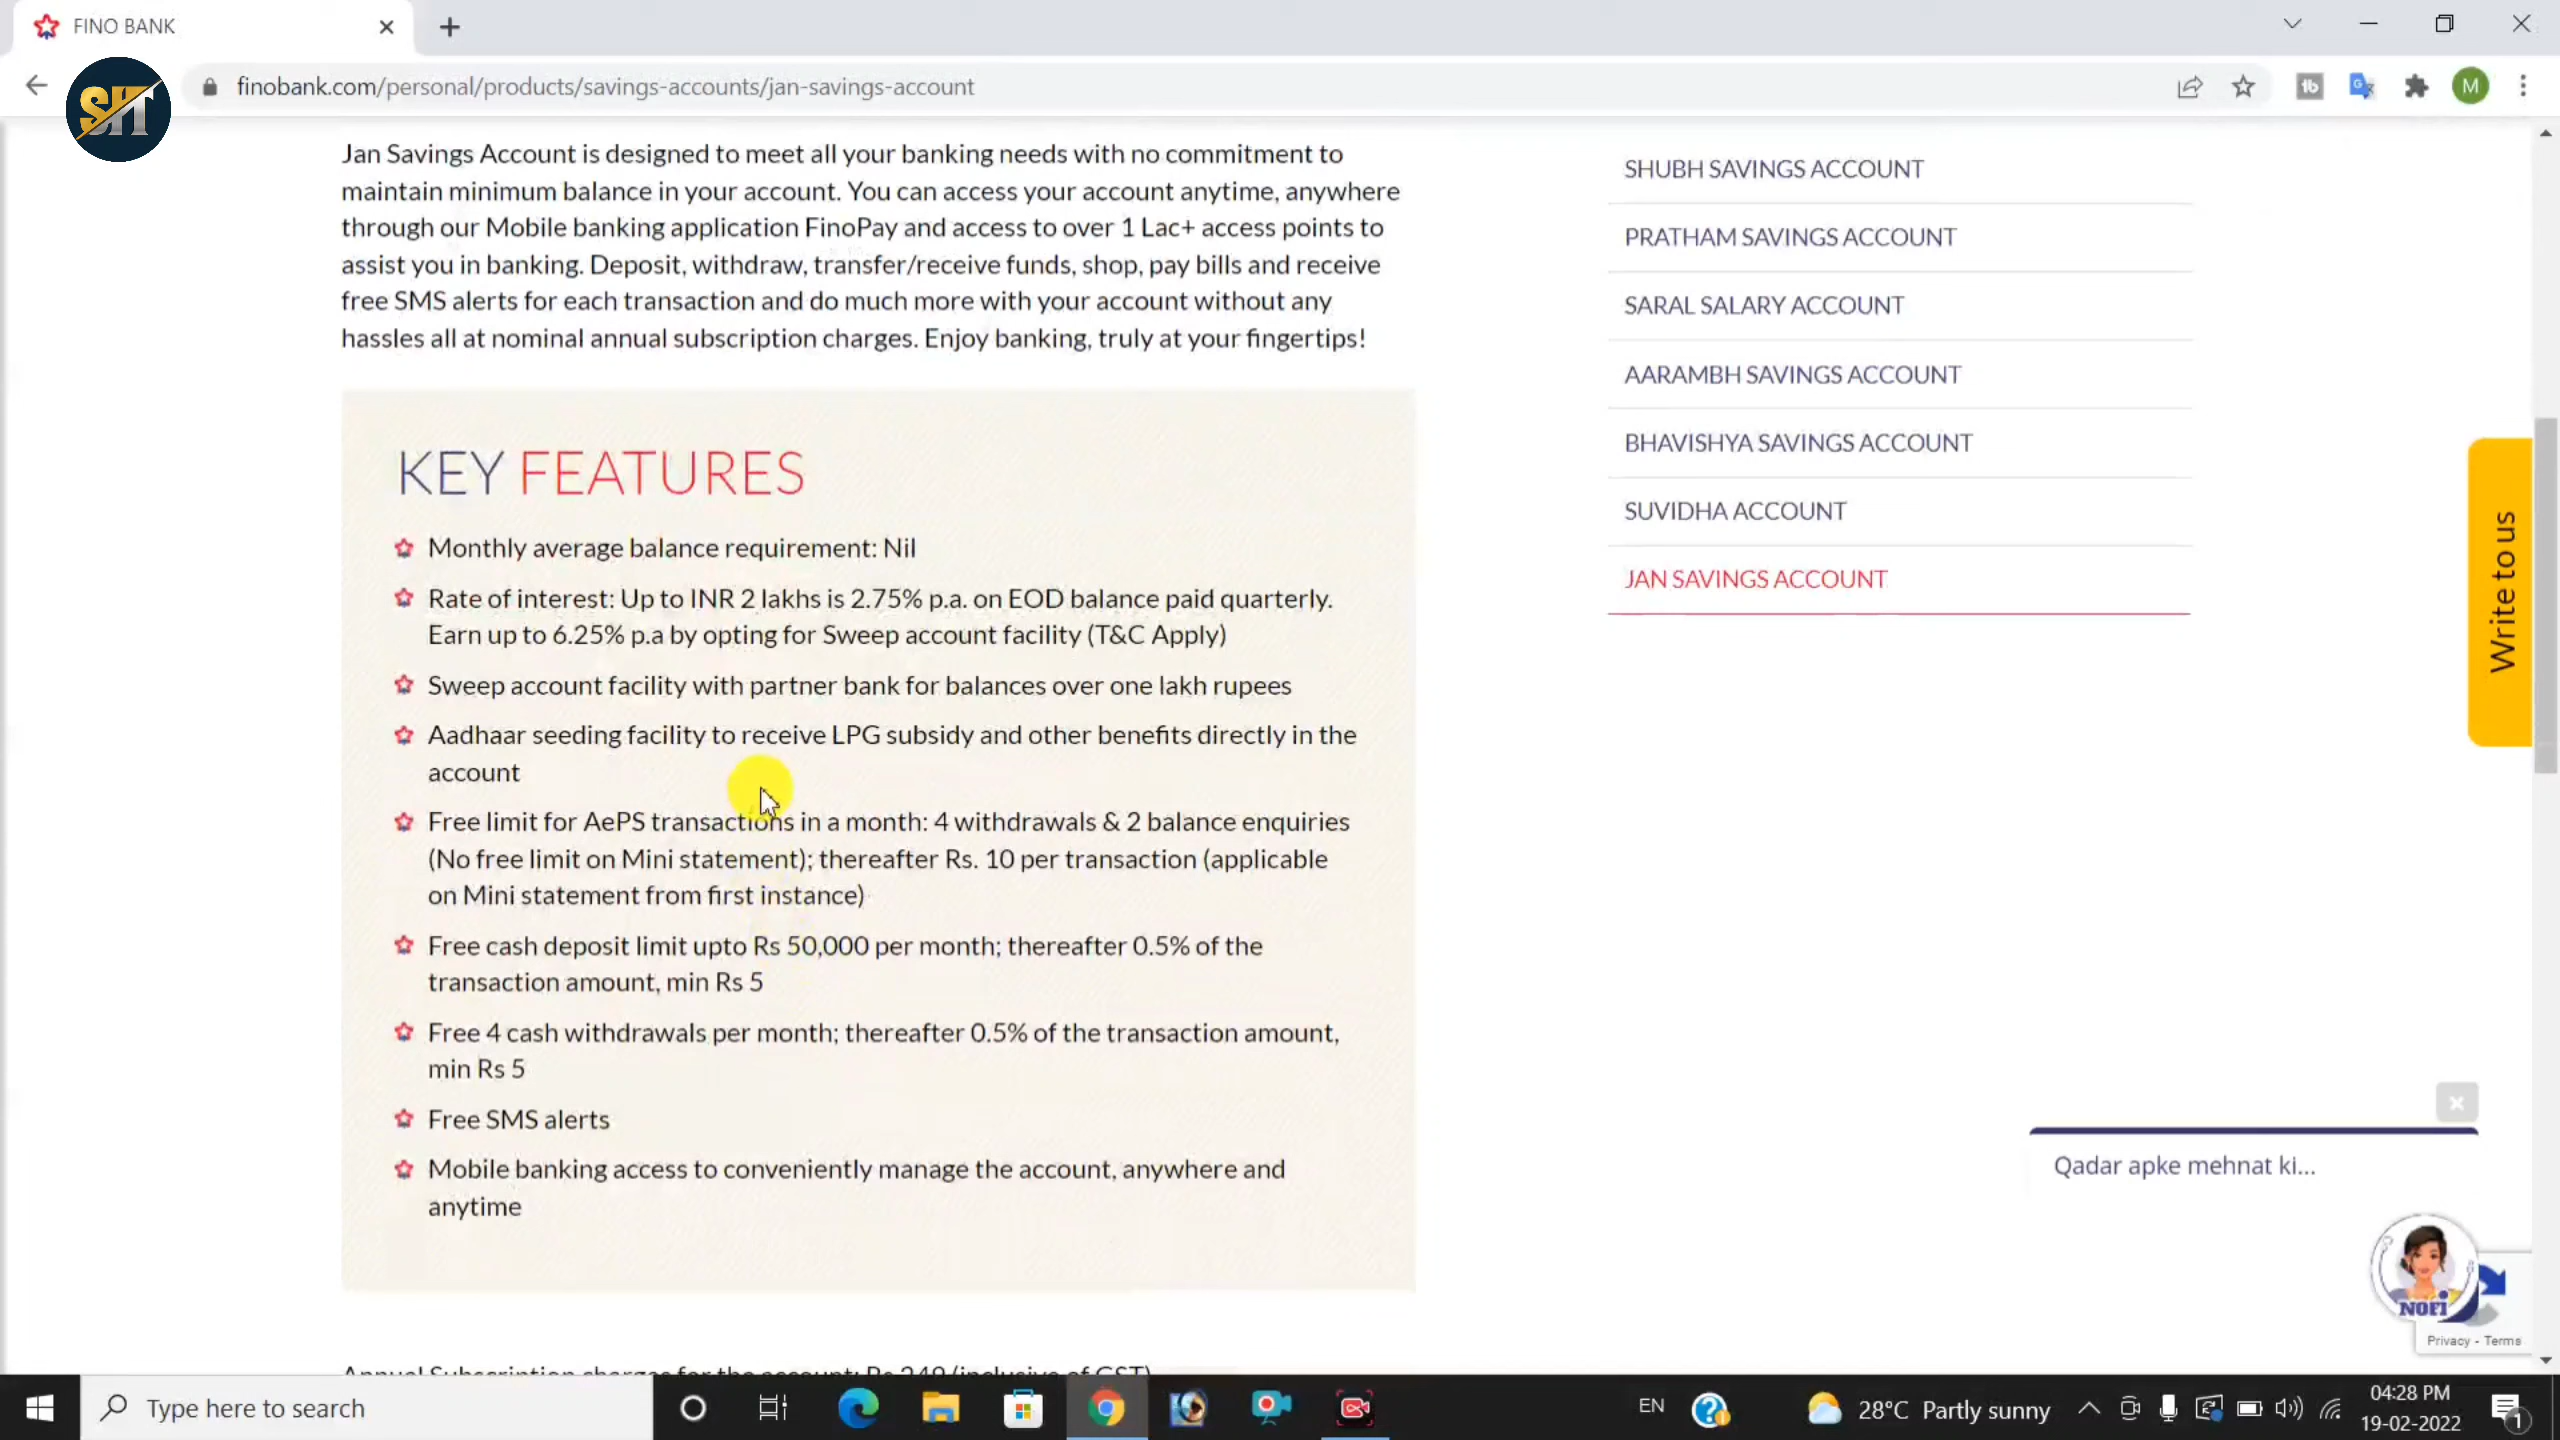 FINO BANK
SHT
finobank.com/personal/products/savings-accounts/jan-savings-account
M
Jan Savings Account is designed to meet all your banking needs with no commitment to
maintain minimum balance in your account. You can access your account anytime, anywhere
through our Mobile banking application FinoPay and access to over 1 Lac+ access points to
assist you in banking. Deposit, withdraw, transfer/receive funds, shop, pay bills and receive
free SMS alerts for each transaction and do much more with your account without any
hassles all at nominal annual subscription charges. Enjoy banking, truly at your fingertips!
KEY FEATURES
Monthly average balance requirement: Nil
Rate of interest: Up to INR 2 lakhs is 2.75% p.a. on EOD balance paid quarterly.
Earn up to 6.25% p.a by opting for Sweep account facility (T&C Apply)
Sweep account facility with partner bank for balances over one lakh rupees
Aadhaar seeding facility to receive LPG subsidy and other benefits directly in the
account
Free limit for AePS transactions in a month: 4 withdrawals & 2 balance enquiries
(No free limit on Mini statement); thereafter Rs. 10 per transaction (applicable
on Mini statement from first instance)
Free cash deposit limit upto Rs 50,000 per month; thereafter 0.5% of the
transaction amount, min Rs 5
Free 4 cash withdrawals per month; thereafter 0.5% of the transaction amount,
min Rs 5
Free SMS alerts
Mobile banking access to conveniently manage the account, anywhere and
anytime
Annual Subscription charges for the account: Rs 249 (inclusive of GST)
SHUBH SAVINGS ACCOUNT
PRATHAM SAVINGS ACCOUNT
SARAL SALARY ACCOUNT
AARAMBH SAVINGS ACCOUNT
BHAVISHYA SAVINGS ACCOUNT
SUVIDHA ACCOUNT
JAN SAVINGS ACCOUNT
Write to us
Qadar apke mehnat ki...
NOFi
Privacy - Terms
Type here to search
EN
28°C Partly sunny
04:28 PM
19-02-2022
1